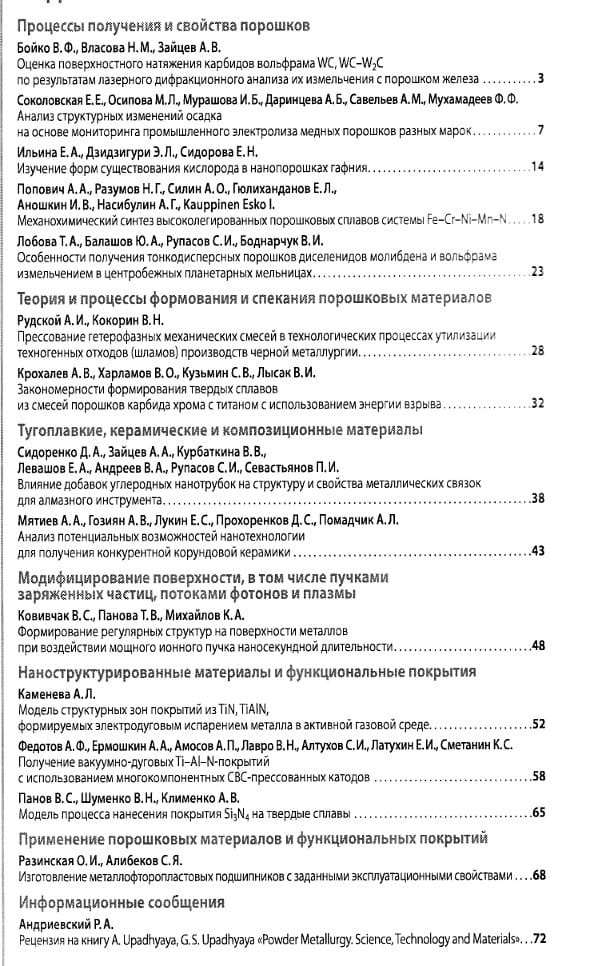 Процессы получения и свойства порошков
Бойко В.Ф., Власова Н.М., Зайцев А.В.
Оценка поверхностного натяжения карбидов вольфрама WC, WC–W₂C
по результатам лазерного дифракционного анализа их измельчения с порошком железа ........... 3
Соколовская Е.Е., Осипова М.Л., Мурашова И.Б., Даринцева А.Б., Савельев А.М., Мухамадеев Ф.Ф.
Анализ структурных изменений осадка
на основе мониторинга промышленного электролиза медных порошков разных марок............. 7
Ильина Е.А., Дзидзигури Э.Л., Сидорова Е.Н.
Изучение форм существования кислорода в нанопорошках гафния............................ 14
Попович А.А., Разумов Н.Г., Силин А.О., Гюлиханданов Е.Л.,
Аношкин И.В., Насибулин А.Г., Kauppinen Esko I.
Механохимический синтез высоколегированных порошковых сплавов системы Fe–Cr–Ni–Mn–N..... 18
Лобова Т.А., Балашов Ю.А., Рупасов С.И., Боднарчук В.И.
Особенности получения тонкодисперсных порошков диселенидов молибдена и вольфрама
измельчением в центробежных планетарных мельницах...................................... 23
Теория и процессы формования и спекания порошковых материалов
Рудской А.И., Кокорин В.Н.
Прессование гетерофазных механических смесей в технологических процессах утилизации
техногенных отходов (шламов) производств черной металлургии............................. 28
Крохалев А.В., Харламов В.О., Кузьмин С.В., Лысак В.И.
Закономерности формирования твердых сплавов
из смесей порошков карбида хрома с титаном с использованием энергии взрыва............... 32
Тугоплавкие, керамические и композиционные материалы
Сидоренко Д.А., Зайцев А.А., Курбаткина В.В.,
Левашов Е.А., Андреев В.А., Рупасов С.И., Севастьянов П.И.
Влияние добавок углеродных нанотрубок на структуру и свойства металлических связок
для алмазного инструмента............................................................... 38
Мятиев А.А., Гозиян А.В., Лукин Е.С., Прохоренков Д.С., Помадчик А.Л.
Анализ потенциальных возможностей нанотехнологии
для получения конкурентной корундовой керамики.......................................... 43
Модифицирование поверхности, в том числе пучками
заряженных частиц, потоками фотонов и плазмы
Ковивчак В.С., Панова Т.В., Михайлов К.А.
Формирование регулярных структур на поверхности металлов
при воздействии мощного ионного пучка наносекундной длительности........................ 48
Наноструктурированные материалы и функциональные покрытия
Каменева А.Л.
Модель структурных зон покрытий из TiN, TiAlN,
формируемых электродуговым испарением металла в активной газовой среде.................. 52
Федотов А.Ф., Ермошкин А.А., Амосов А.П., Лавро В.Н., Алтухов С.И., Латухин Е.И., Сметанин К.С.
Получение вакуумно-дуговых Ti–Al–N-покрытий
с использованием многокомпонентных СВС-прессованных катодов ............................ 58
Панов В.С., Шуменко В.Н., Клименко А.В.
Модель процесса нанесения покрытия Si₃N₄ на твердые сплавы .............................. 65
Применение порошковых материалов и функциональных покрытий
Разинская О.И., Алибеков С.Я.
Изготовление металлофторопластовых подшипников с заданными эксплуатационными свойствами .... 68
Информационные сообщения
Андриевский Р.А.
Рецензия на книгу A. Upadhyaya, G.S. Upadhyaya «Powder Metallurgy. Science, Technology and Materials»... 72